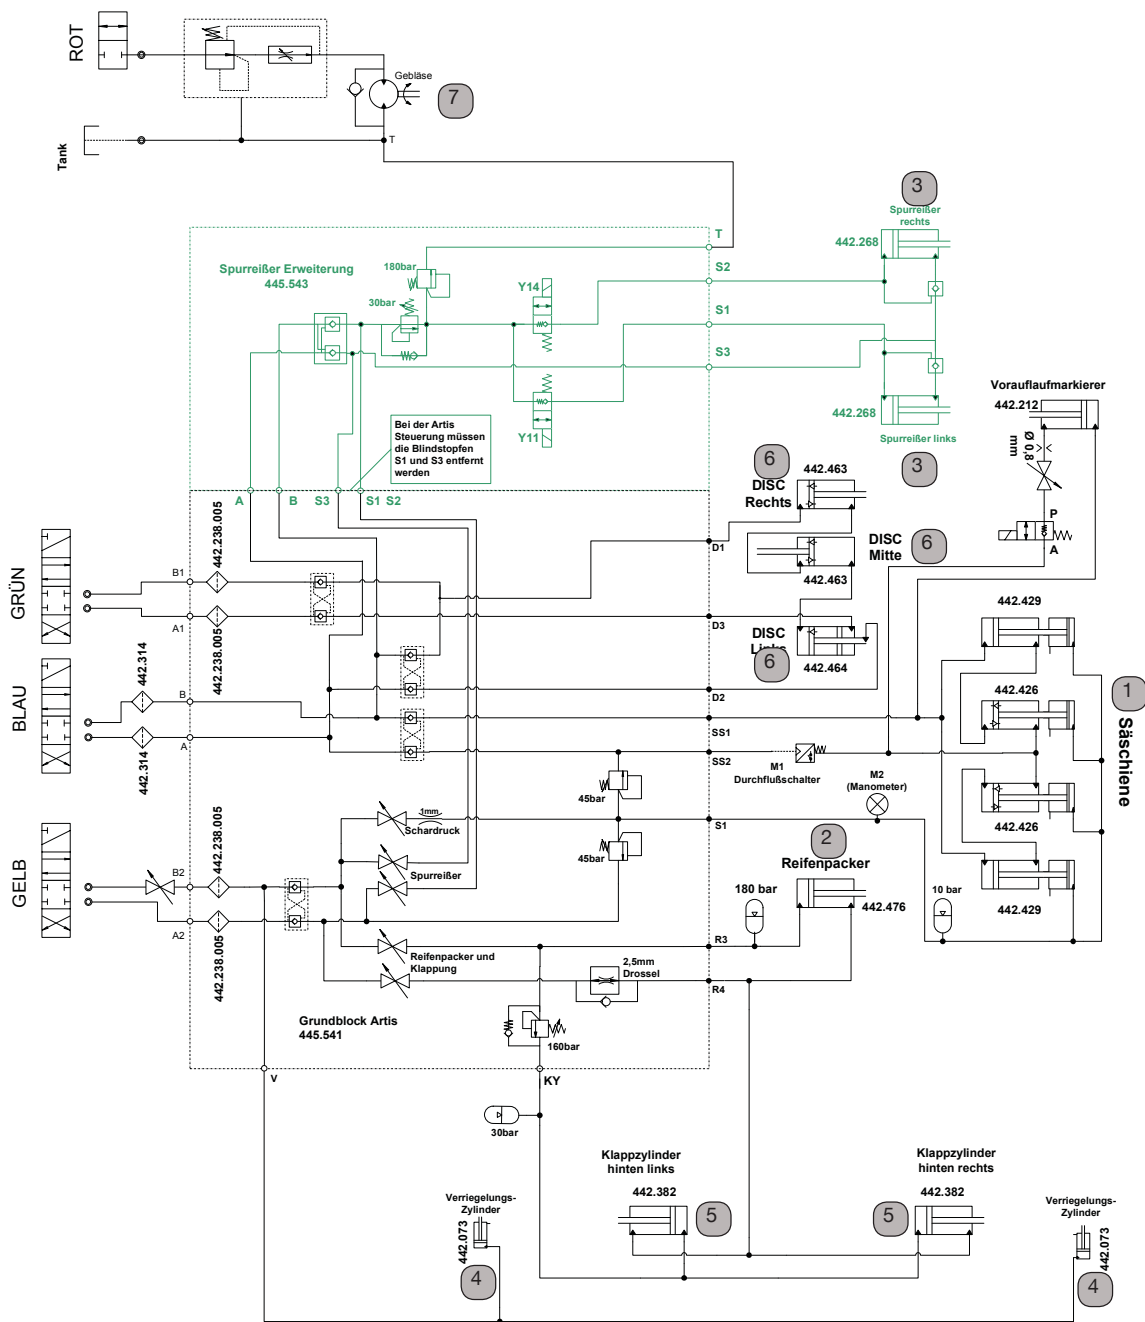 ROT
Gebläse
7
T
Tank
3
Spurreißer
rechts
442.268
T
S2
S1
S3
180bar
Spurreißer Erweiterung
445.543
30bar
Y14
Y11
442.268
Spurreißer links
3
Bei der Artis
Steuerung müssen
die Blindstopfen
S1 und S3 entfernt
werden
A
B
S3
S1
S2
Vorauflaufmarkierer
442.212
Ø 0,8
mm
P
A
6
442.463
DISC
Rechts
D1
DISC
Mitte
6
442.463
D3
DISC
Links
6
442.464
D2
GRÜN
B1
442.238.005
A1
442.238.005
BLAU
442.314
B
A
442.314
SS1
SS2
M1
Durchflußschalter
M2
(Manometer)
442.429
442.426
1
Säschiene
442.426
442.429
45bar
1mm
Schardruck
S1
45bar
Spurreißer
GELB
B2
442.238.005
A2
442.238.005
2
Reifenpacker
180 bar
442.476
10 bar
R3
Reifenpacker und
Klappung
2,5mm
Drossel
R4
Grundblock Artis
445.541
160bar
V
KY
30bar
Klappzylinder
hinten links
442.382
5
Klappzylinder
hinten rechts
442.382
5
Verriegelungs-
Zylinder
442.073
4
Verriegelungs-
Zylinder
442.073
4